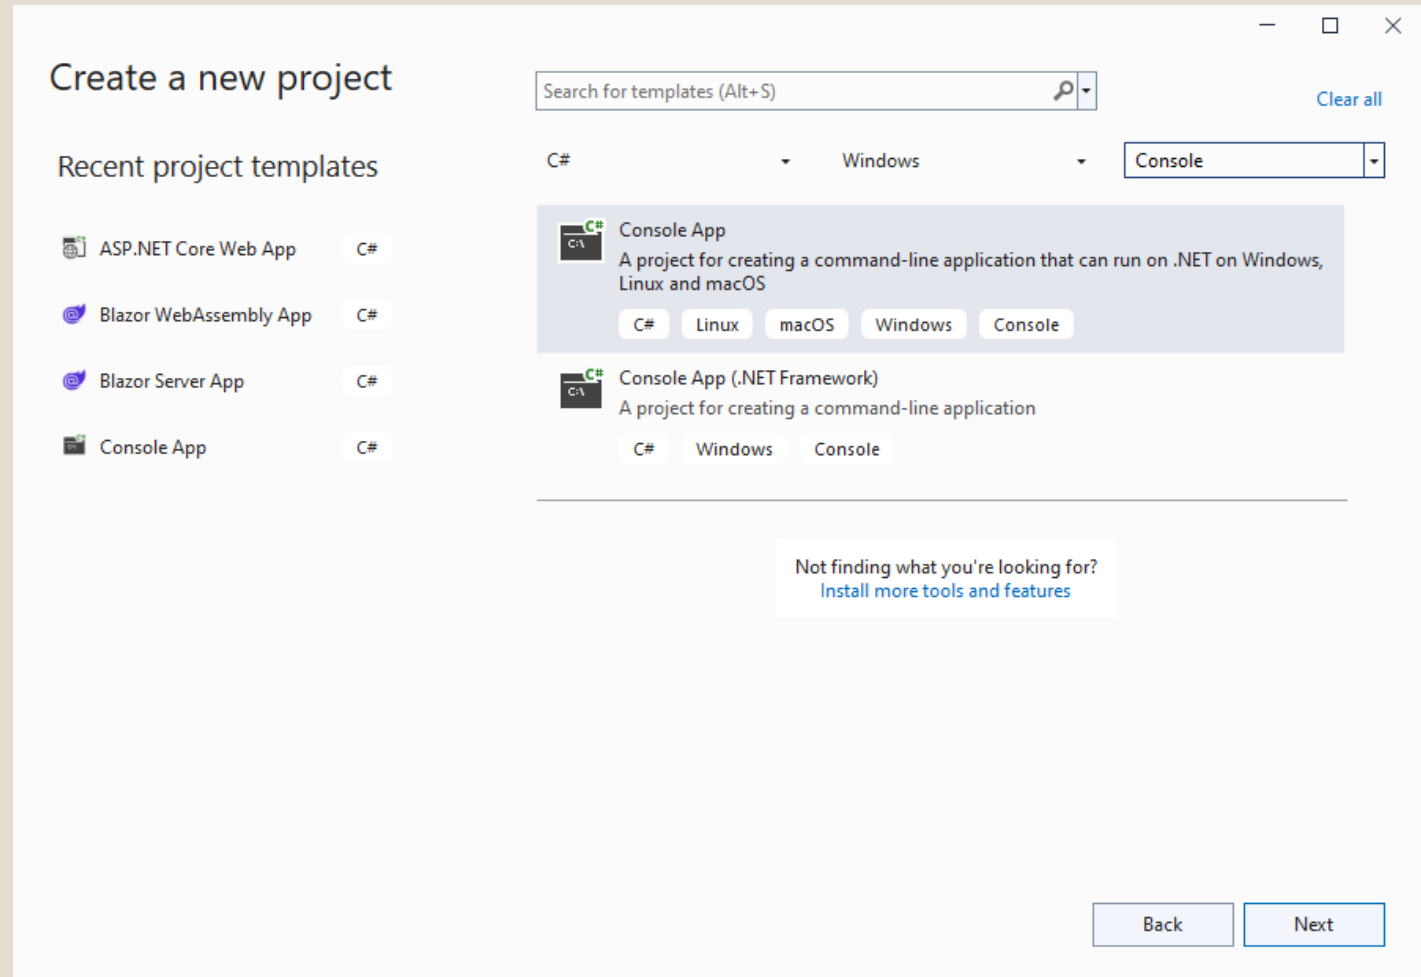 Create a new project
Search for templates (Alt+S)
Clear all
Recent project templates
C#
Windows
Console
ASP.NET Core Web App C#
Blazor WebAssembly App C#
Blazor Server App C#
Console App C#
C#
C:\
Console App
A project for creating a command-line application that can run on .NET on Windows,
Linux and macOS
C# Linux macOS Windows Console
C#
C:\
Console App (.NET Framework)
A project for creating a command-line application
C# Windows Console
Not finding what you're looking for?
Install more tools and features
Back
Next